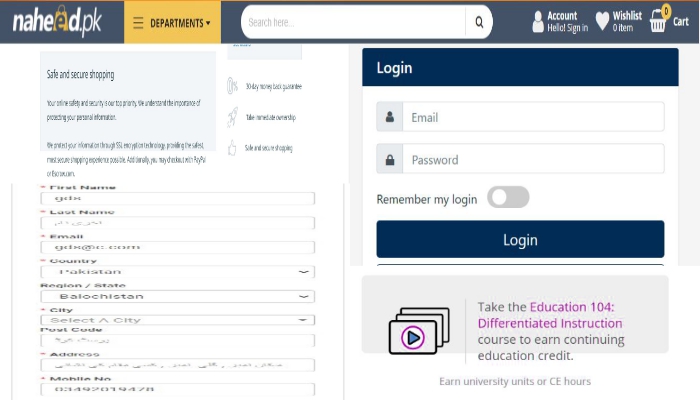 naheed.pk
DEPARTMENTS
Search here...
Account
Hello! Sign in
Wishlist
0 item
0
Cart
Safe and secure shopping
Your online safety and security is our top priority. We understand the importance of
protecting your personal information.
We protect your information through SSL encryption technology, providing the safest,
most secure shopping experience possible. Additionally, you may checkout with PayPal
or Escrow.com.
30-day money back guarantee
Take immediate ownership
Safe and secure shopping
* First Name
gdx
* Last Name
* Email
gdx@c.com
* Country
Pakistan
Region / State
Balochistan
* City
Select A City
Post Code
* Address
* Mobile No
03492019478
Login
Email
Password
Remember my login
Login
Take the Education 104:
Differentiated Instruction
course to earn continuing
education credit.
Earn university units or CE hours